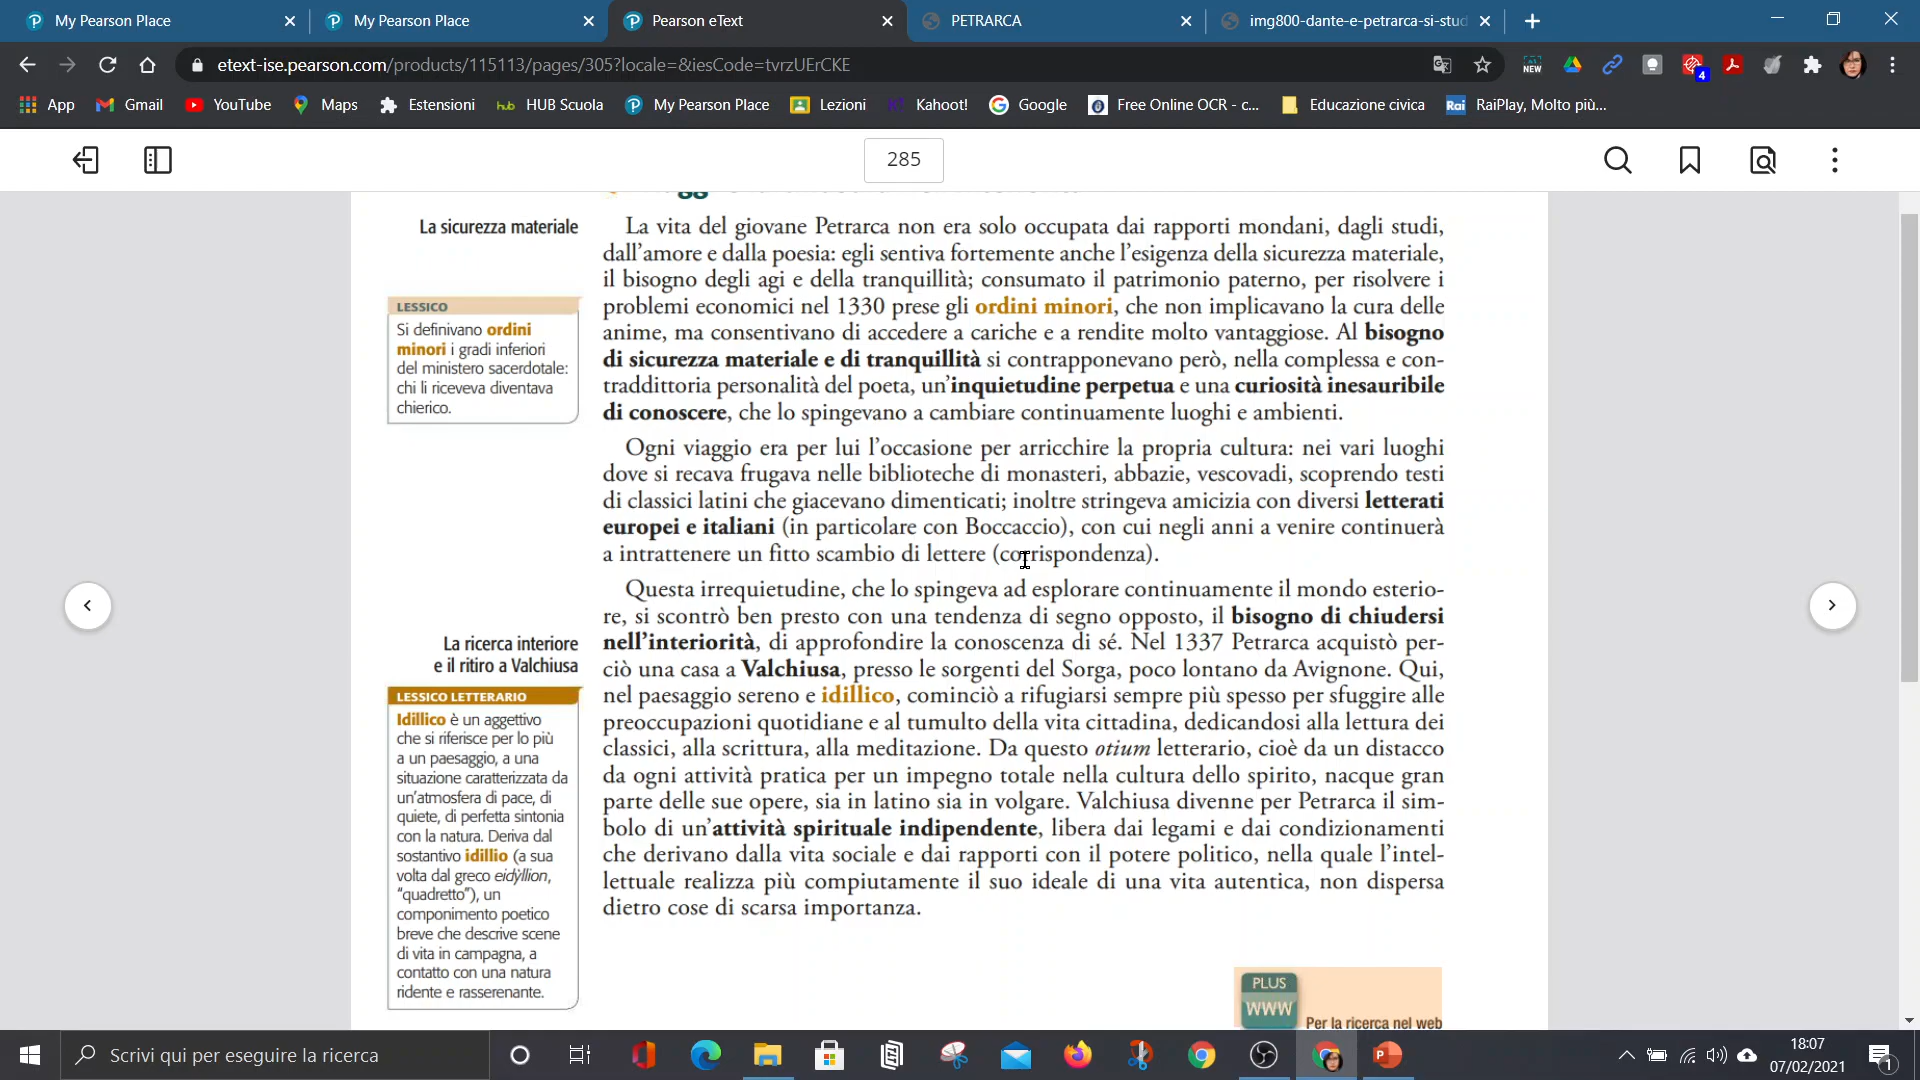 My Pearson Place
My Pearson Place
Pearson eText
PETRARCA
img800-dante-e-petrarca-si-stud
etext-ise.pearson.com/products/115113/pages/305?locale=&iesCode=tvrzUErCKE
NEW
4
App
Gmail
YouTube
Maps
Estensioni
hub HUB Scuola
My Pearson Place
Lezioni
Kahoot!
Google
Free Online OCR - c...
Educazione civica
Rai RaiPlay, Molto più...
285
La sicurezza materiale
LESSICO
Si definivano ordini
minori i gradi inferiori
del ministero sacerdotale:
chi li riceveva diventava
chierico.
La vita del giovane Petrarca non era solo occupata dai rapporti mondani, dagli studi,
dall'amore e dalla poesia: egli sentiva fortemente anche l'esigenza della sicurezza materiale,
il bisogno degli agi e della tranquillità; consumato il patrimonio paterno, per risolvere i
problemi economici nel 1330 prese gli ordini minori, che non implicavano la cura delle
anime, ma consentivano di accedere a cariche e a rendite molto vantaggiose. Al bisogno
di sicurezza materiale e di tranquillità si contrapponevano però, nella complessa e con-
traddittoria personalità del poeta, un'inquietudine perpetua e una curiosità inesauribile
di conoscere, che lo spingevano a cambiare continuamente luoghi e ambienti.
Ogni viaggio era per lui l'occasione per arricchire la propria cultura: nei vari luoghi
dove si recava frugava nelle biblioteche di monasteri, abbazie, vescovadi, scoprendo testi
di classici latini che giacevano dimenticati; inoltre stringeva amicizia con diversi letterati
europei e italiani (in particolare con Boccaccio), con cui negli anni a venire continuerà
a intrattenere un fitto scambio di lettere (corrispondenza).
La ricerca interiore
e il ritiro a Valchiusa
LESSICO LETTERARIO
Idillico è un aggettivo
che si riferisce per lo più
a un paesaggio, a una
situazione caratterizzata da
un'atmosfera di pace, di
quiete, di perfetta sintonia
con la natura. Deriva dal
sostantivo idillio (a sua
volta dal greco eidýllion,
"quadretto"), un
componimento poetico
breve che descrive scene
di vita in campagna, a
contatto con una natura
ridente e rasserenante.
Questa irrequietudine, che lo spingeva ad esplorare continuamente il mondo esterio-
re, si scontrò ben presto con una tendenza di segno opposto, il bisogno di chiudersi
nell'interiorità, di approfondire la conoscenza di sé. Nel 1337 Petrarca acquistò per-
ciò una casa a Valchiusa, presso le sorgenti del Sorga, poco lontano da Avignone. Qui,
nel paesaggio sereno e idillico, cominciò a rifugiarsi sempre più spesso per sfuggire alle
preoccupazioni quotidiane e al tumulto della vita cittadina, dedicandosi alla lettura dei
classici, alla scrittura, alla meditazione. Da questo otium letterario, cioè da un distacco
da ogni attività pratica per un impegno totale nella cultura dello spirito, nacque gran
parte delle sue opere, sia in latino sia in volgare. Valchiusa divenne per Petrarca il sim-
bolo di un'attività spirituale indipendente, libera dai legami e dai condizionamenti
che derivano dalla vita sociale e dai rapporti con il potere politico, nella quale l'intel-
lettuale realizza più compiutamente il suo ideale di una vita autentica, non dispersa
dietro cose di scarsa importanza.
PLUS
WWW
Per la ricerca nel web
Scrivi qui per eseguire la ricerca
18:07
07/02/2021
1